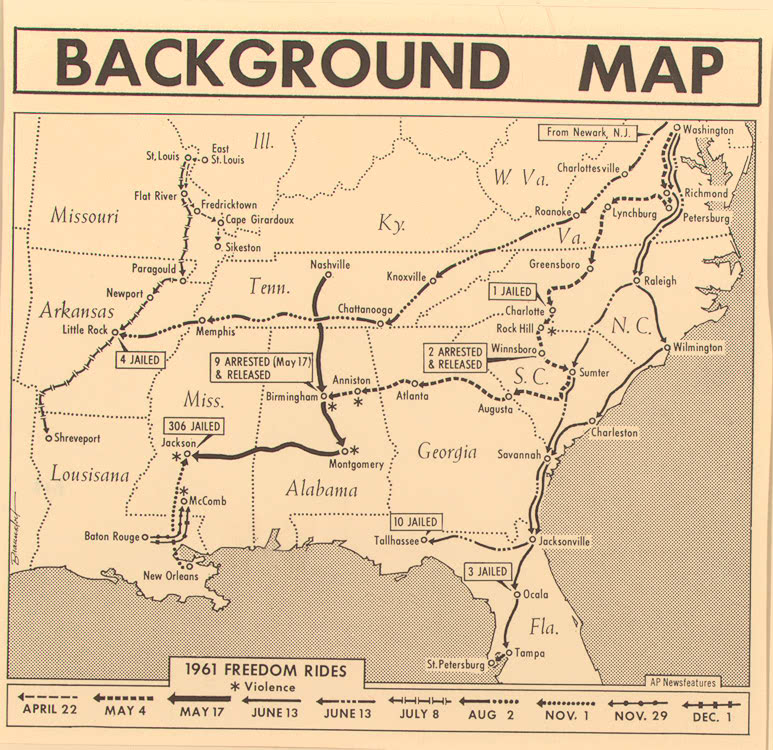 BACKGROUND MAP
From Newark, N.J.
Washington
East
St. Louis
St. Louis
Ill.
W. Va.
Charlottesville
Flat River
Fredricktown
Cape Girardoux
Missouri
Ky.
Roanoke
Lynchburg
Richmond
Petersburg
Va.
Sikeston
Greensboro
Paragould
Nashville
Knoxville
Raleigh
Newport
Tenn.
1 JAILED
Arkansas
Chattanooga
Charlotte
N.C.
Little Rock
Memphis
Rock Hill
*
4 JAILED
9 ARRESTED (May 17)
& RELEASED
2 ARRESTED
& RELEASED
Winnsboro
Wilmington
Sumter
S.C.
Anniston
*
Atlanta
Miss.
Birmingham
*
Augusta
306 JAILED
Charleston
Shreveport
Jackson
*
*
Montgomery
Georgia
Savannah
Lousisana
*
McComb
Alabama
10 JAILED
Baton Rouge
Tallhassee
Jacksonville
New Orleans
3 JAILED
Ocala
Fla.
Tampa
St. Petersburg
1961 FREEDOM RIDES
* Violence
AP Newsfeatures
APRIL 22
MAY 4
MAY 17
JUNE 13
JUNE 13
JULY 8
AUG 2
NOV. 1
NOV. 29
DEC. 1